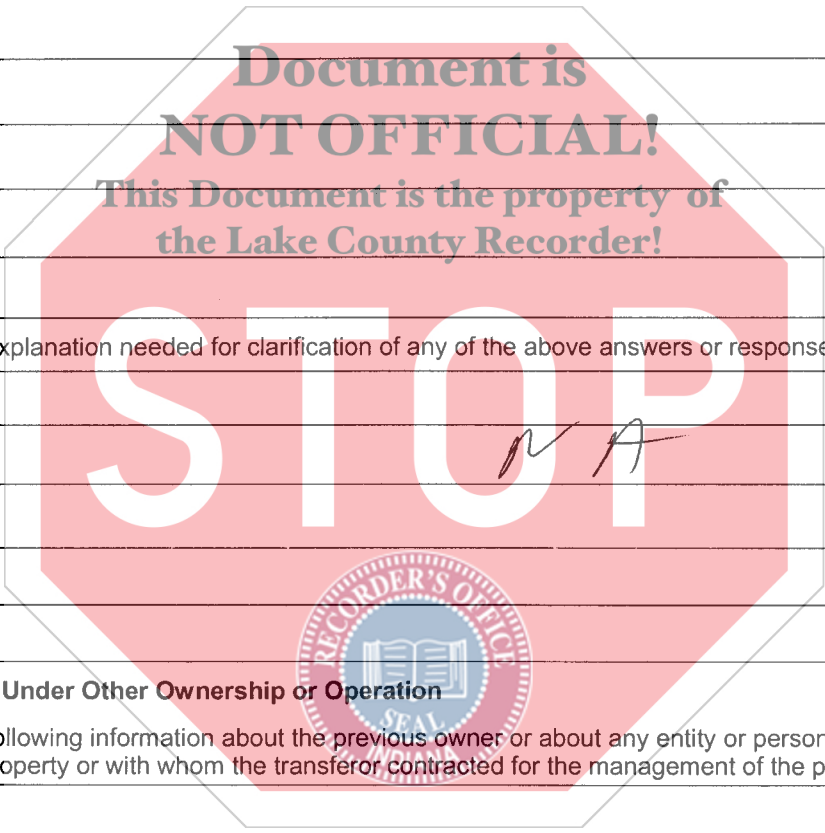 Document is
NOT OFFICIAL!
This Document is the property of
the Lake County Recorder!
STOP
xplanation needed for clarification of any of the above answers or response
N A
RECORDER'S OFFICE
SEAL
INDIANA
Under Other Ownership or Operation
ollowing information about the previous owner or about any entity or person
operty or with whom the transferor contracted for the management of the p